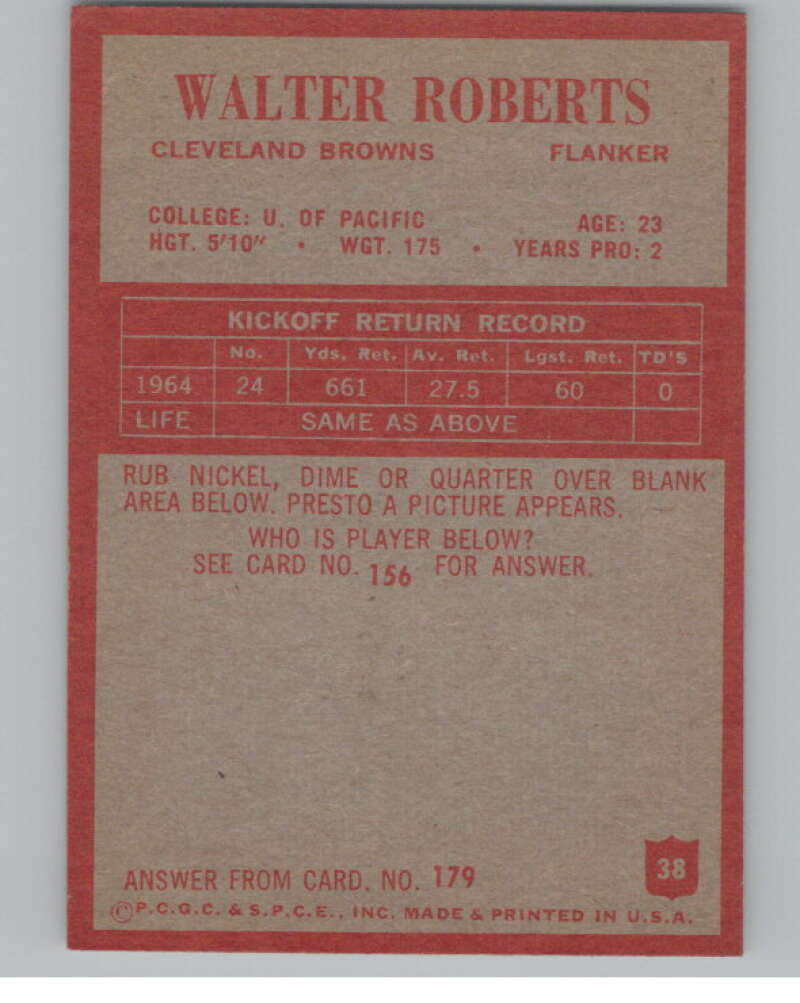 WALTER ROBERTS
CLEVELAND BROWNS FLANKER
COLLEGE: U. OF PACIFIC AGE: 23
HGT. 5'10" • WGT. 175 • YEARS PRO: 2
KICKOFF RETURN RECORD
No. Yds. Ret. Av. Ret. Lgst. Ret. TD'S
1964 24 661 27.5 60 0
LIFE SAME AS ABOVE
RUB NICKEL, DIME OR QUARTER OVER BLANK
AREA BELOW. PRESTO A PICTURE APPEARS.
WHO IS PLAYER BELOW?
SEE CARD NO. 156 FOR ANSWER.
38
ANSWER FROM CARD. NO. 179
©P.C.G.C. & S.P.C.E., INC. MADE & PRINTED IN U.S.A.